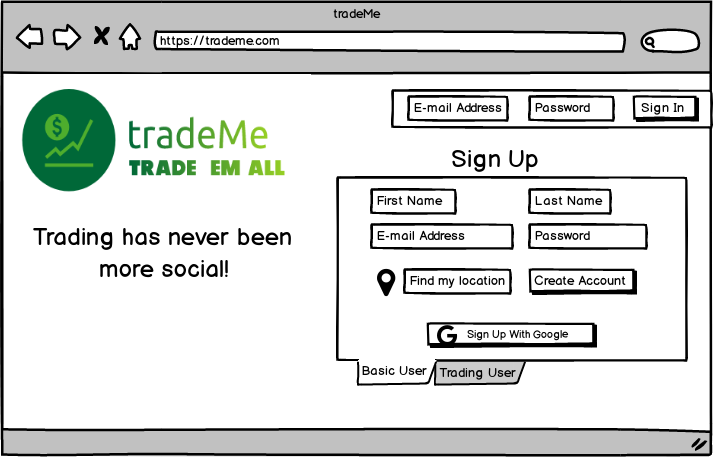 tradeMe
https://trademe.com
E-mail Address Password Sign In
tradeMe
TRADE EM ALL
Sign Up
First Name Last Name
E-mail Address Password
Trading has never been
more social!
Find my location Create Account
G Sign Up With Google
Basic User Trading User